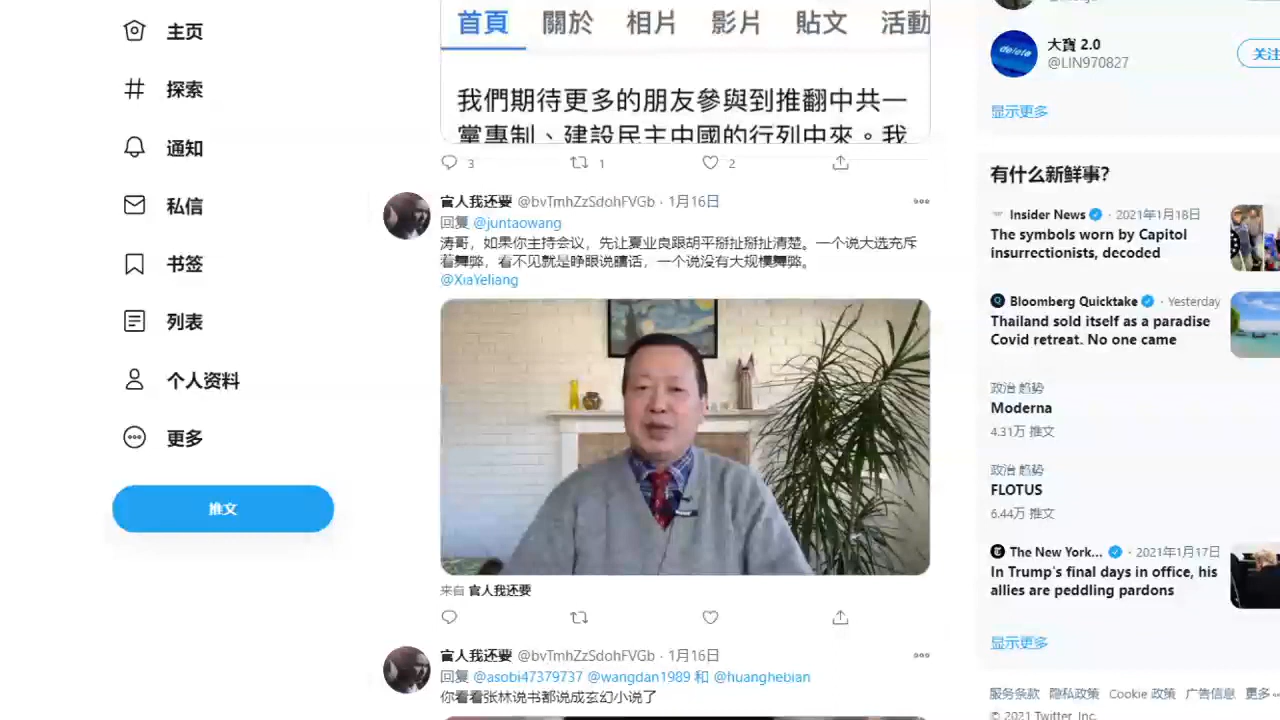 主页
探索
通知
私信
书签
列表
个人资料
更多
推文
首頁 關於 相片 影片 貼文 活動
我們期待更多的朋友參與到推翻中共一
黨專制、建設民主中國的行列中來。我
3 1 2
官人我还要 @bvTmhZzSdohFVGb · 1月16日
回复 @juntaowang
涛哥，如果你主持会议，先让夏业良跟胡平掰扯掰扯清楚。一个说大选充斥
着舞弊，看不见就是睁眼说瞎话，一个说没有大规模舞弊。
@XiaYeliang
来自 官人我还要
官人我还要 @bvTmhZzSdohFVGb · 1月16日
回复 @asobi47379737 @wangdan1989 和 @huanghebian
你看看张林说书都说成玄幻小说了
delete
大寶 2.0
@LIN970827
关注
显示更多
有什么新鲜事？
Insider News · 2021年1月18日
The symbols worn by Capitol
insurrectionists, decoded
Bloomberg Quicktake · Yesterday
Thailand sold itself as a paradise
Covid retreat. No one came
政治 趋势
Moderna
4.31万 推文
政治 趋势
FLOTUS
6.44万 推文
The New York... · 2021年1月17日
In Trump's final days in office, his
allies are peddling pardons
显示更多
服务条款 隐私政策 Cookie 政策 广告信息 更多
© 2021 Twitter, Inc.